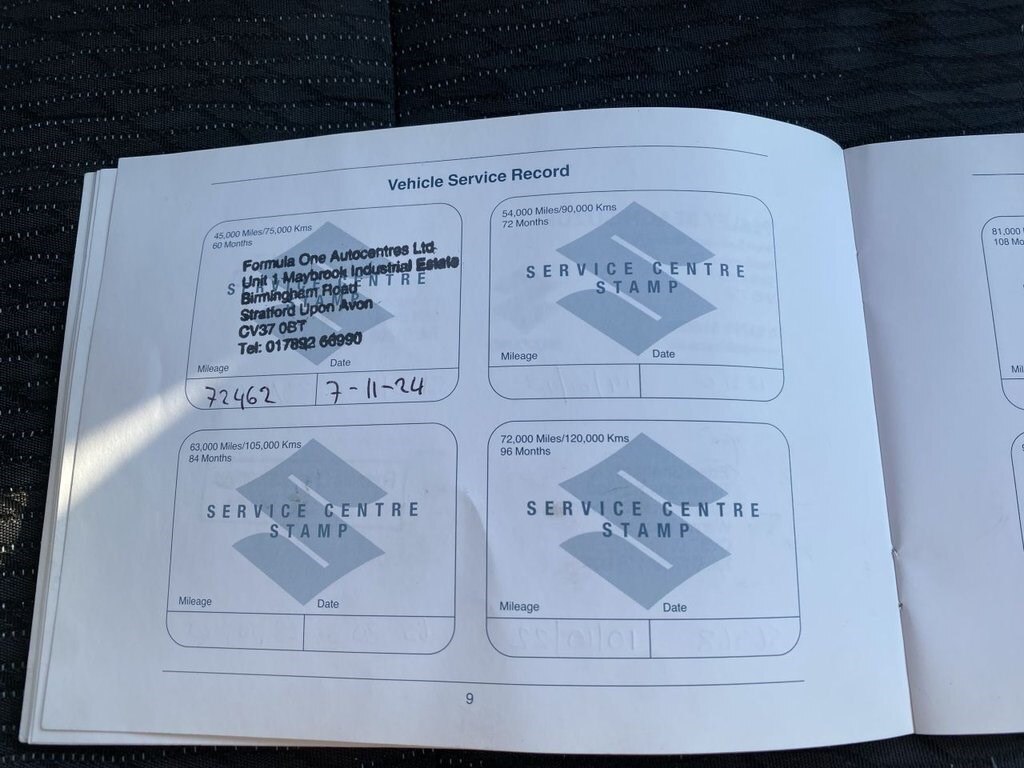 Vehicle Service Record
45,000 Miles/75,000 Kms
60 Months
Formula One Autocentres Ltd
Unit 1 Maybrook Industrial Estate
Birmingham Road
Stratford Upon Avon
CV37 0BT
Tel: 017892 66990
SERVICE CENTRE
STAMP
Mileage Date
72462 7-11-24
54,000 Miles/90,000 Kms
72 Months
SERVICE CENTRE
STAMP
Mileage Date
63,000 Miles/105,000 Kms
84 Months
SERVICE CENTRE
STAMP
Mileage Date
72,000 Miles/120,000 Kms
96 Months
SERVICE CENTRE
STAMP
Mileage Date
9
81,000
108 Mo
Mil